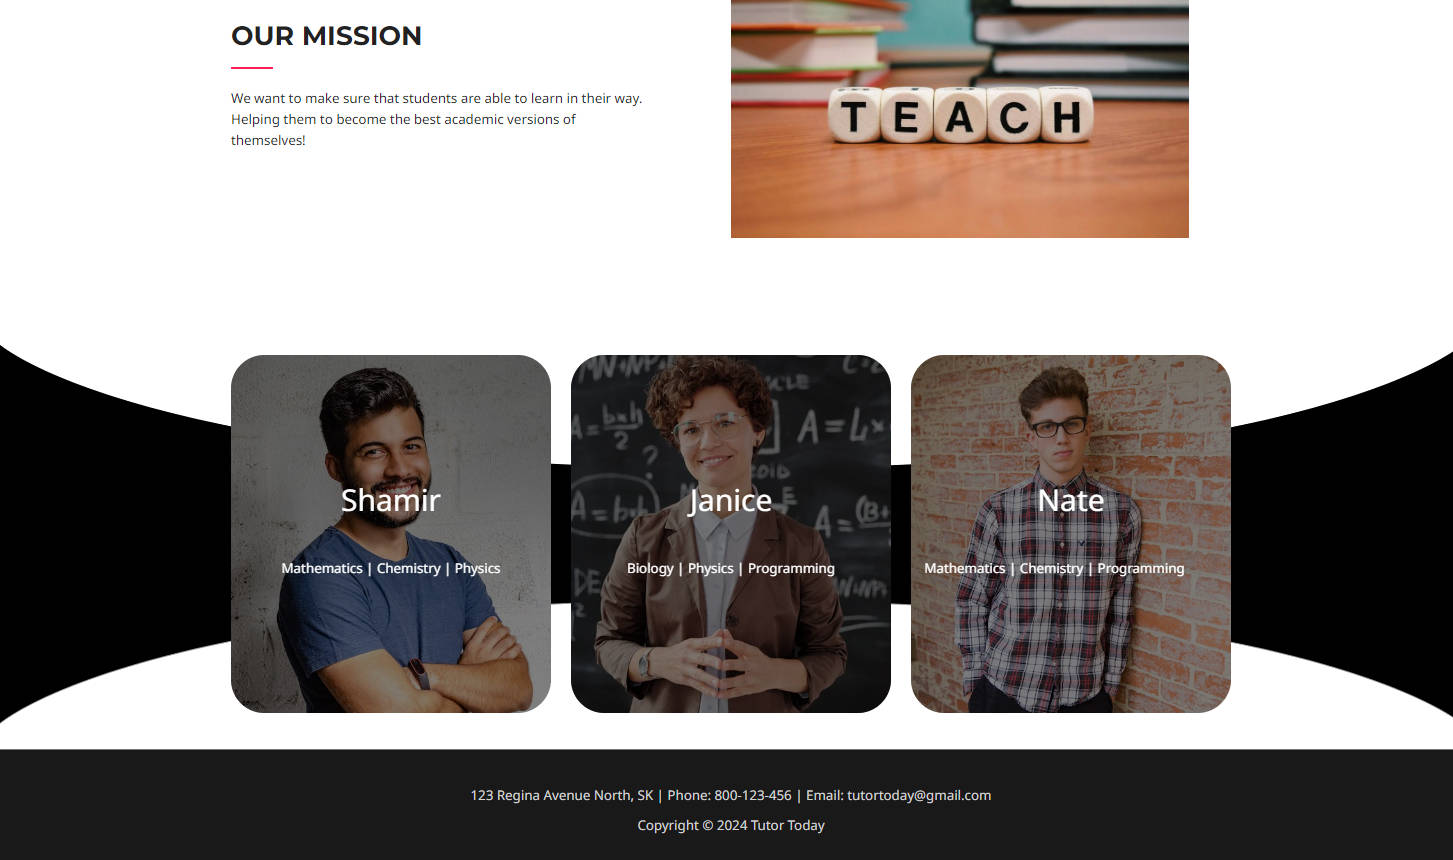 OUR MISSION
We want to make sure that students are able to learn in their way.
Helping them to become the best academic versions of
themselves!
TEACH
Shamir
Mathematics | Chemistry | Physics
Janice
Biology | Physics | Programming
Nate
Mathematics | Chemistry | Programming
123 Regina Avenue North, SK | Phone: 800-123-456 | Email: tutortoday@gmail.com
Copyright © 2024 Tutor Today